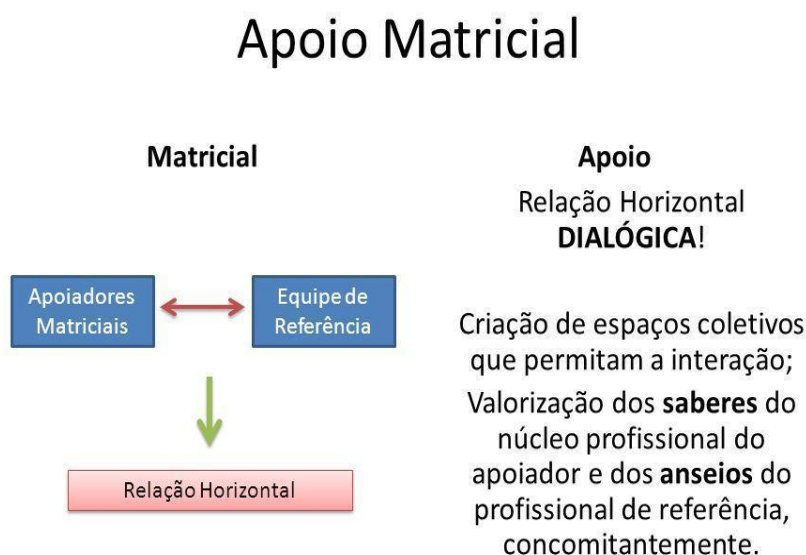 Apoio Matricial
Matricial
Apoiadores
Matriciais
Equipe de
Referência
Relação Horizontal
Apoio
Relação Horizontal
DIALÓGICA!
Criação de espaços coletivos
que permitam a interação;
Valorização dos saberes do
núcleo profissional do
apoiador e dos anseios do
profissional de referência,
concomitantemente.